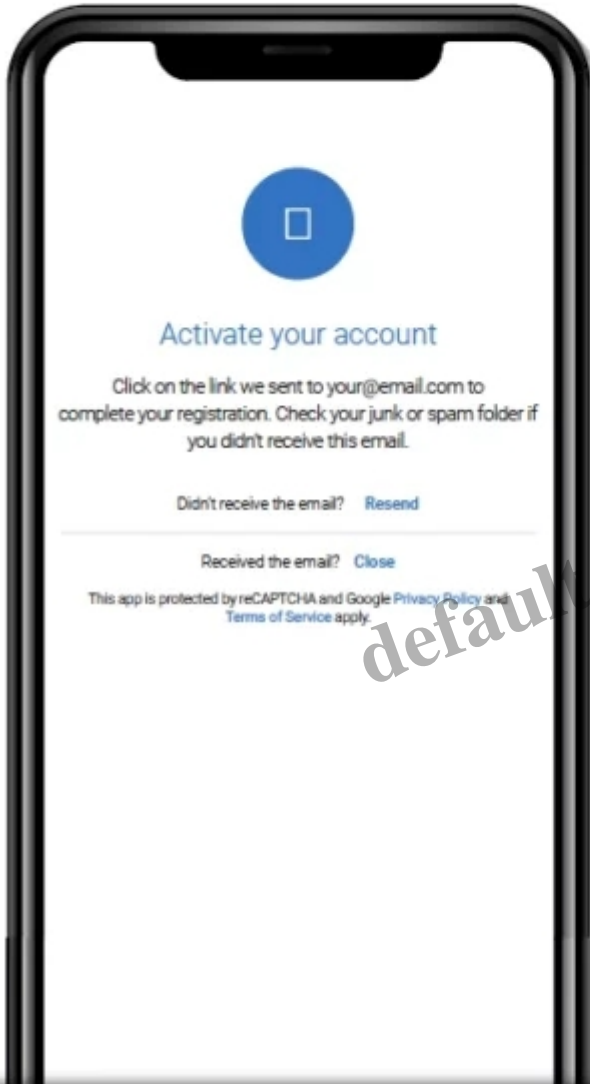 Activate your account
Click on the link we sent to your@email.com to
complete your registration. Check your junk or spam folder if
you didn't receive this email.
Didn't receive the email? Resend
Received the email? Close
This app is protected by reCAPTCHA and Google Privacy Policy and
Terms of Service apply.
default